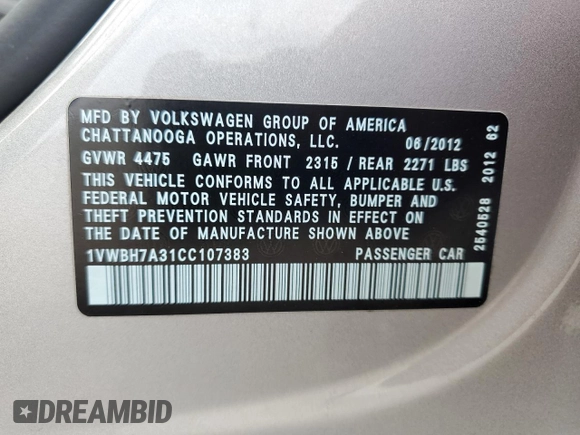 MFD BY VOLKSWAGEN GROUP OF AMERICA
CHATTANOOGA OPERATIONS, LLC. 06/2012
GVWR 4475 GAWR FRONT 2315 / REAR 2271 LBS
THIS VEHICLE CONFORMS TO ALL APPLICABLE U.S.
FEDERAL MOTOR VEHICLE SAFETY, BUMPER AND
THEFT PREVENTION STANDARDS IN EFFECT ON
THE DATE OF MANUFACTURE SHOWN ABOVE.
1VWBH7A31CC107383 PASSENGER CAR
2540528 2012 62
DREAMBID